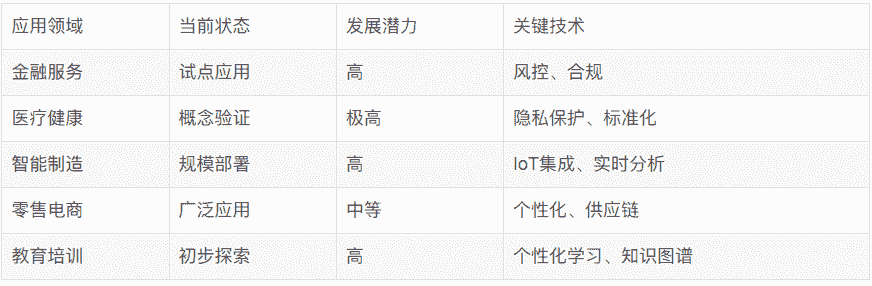 应用领域 当前状态 发展潜力 关键技术
金融服务 试点应用 高 风控、合规
医疗健康 概念验证 极高 隐私保护、标准化
智能制造 规模部署 高 IoT集成、实时分析
零售电商 广泛应用 中等 个性化、供应链
教育培训 初步探索 高 个性化学习、知识图谱